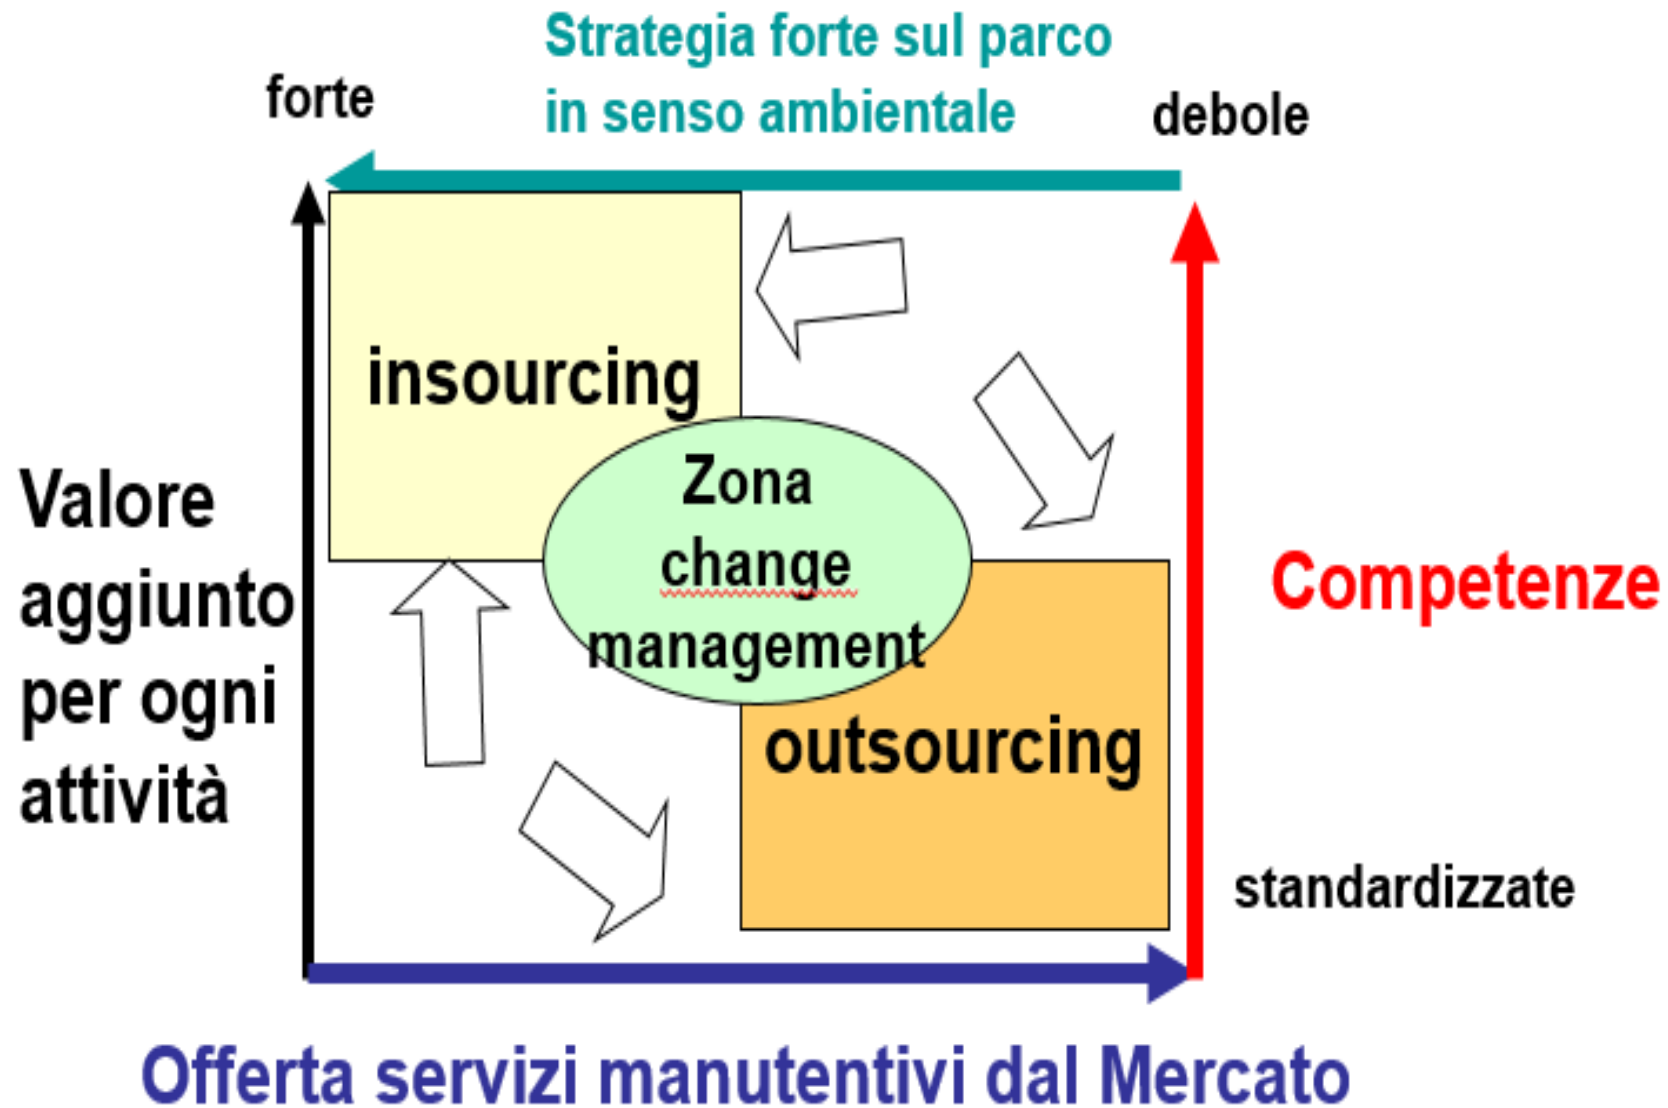 Strategia forte sul parco
in senso ambientale
forte
debole
insourcing
Zona
change
management
Valore
aggiunto
per ogni
attività
Competenze
outsourcing
standardizzate
Offerta servizi manutentivi dal Mercato